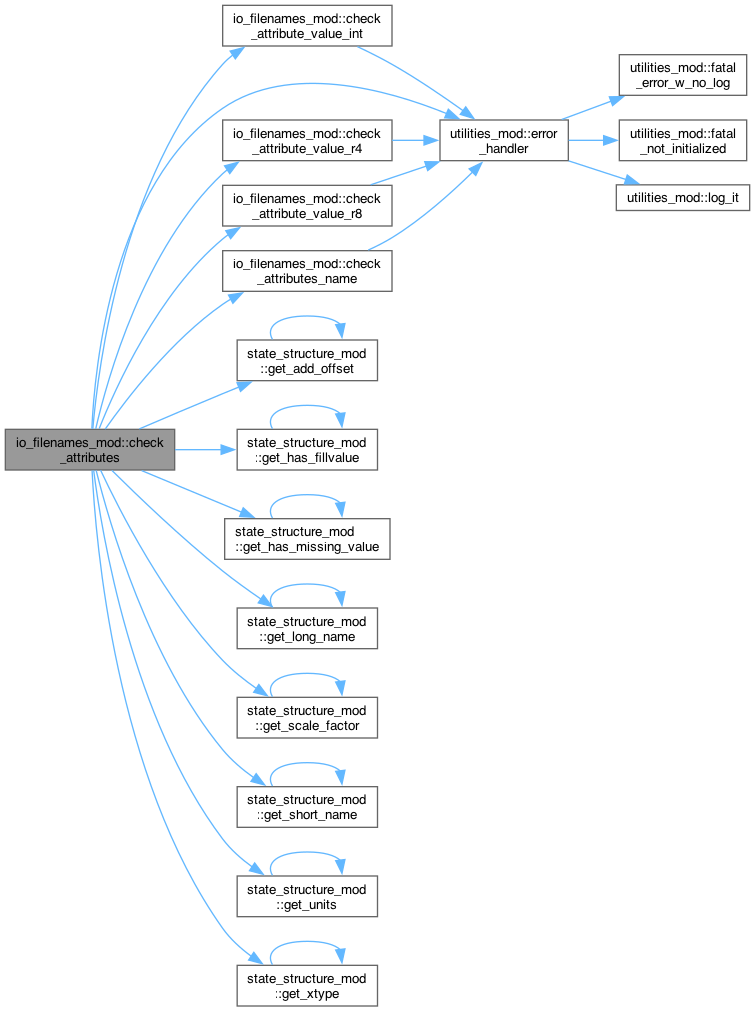 io_filenames_mod::check
_attribute_value_int
utilities_mod::fatal
_error_w_no_log
io_filenames_mod::check
_attribute_value_r4
utilities_mod::error
_handler
utilities_mod::fatal
_not_initialized
io_filenames_mod::check
_attribute_value_r8
utilities_mod::log_it
io_filenames_mod::check
_attributes_name
state_structure_mod
::get_add_offset
io_filenames_mod::check
_attributes
state_structure_mod
::get_has_fillvalue
state_structure_mod
::get_has_missing_value
state_structure_mod
::get_long_name
state_structure_mod
::get_scale_factor
state_structure_mod
::get_short_name
state_structure_mod
::get_units
state_structure_mod
::get_xtype